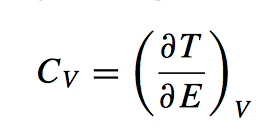 C_V = (∂T/∂E)_V